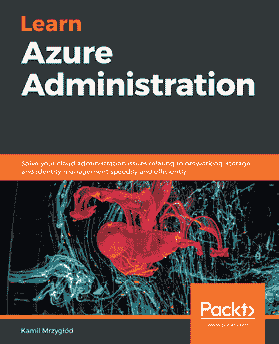 Learn
Azure
Administration
Solve your cloud administration issues relating to networking, storage,
and identity management speedily and efficiently
Packt>
Kamil Mrzygłód